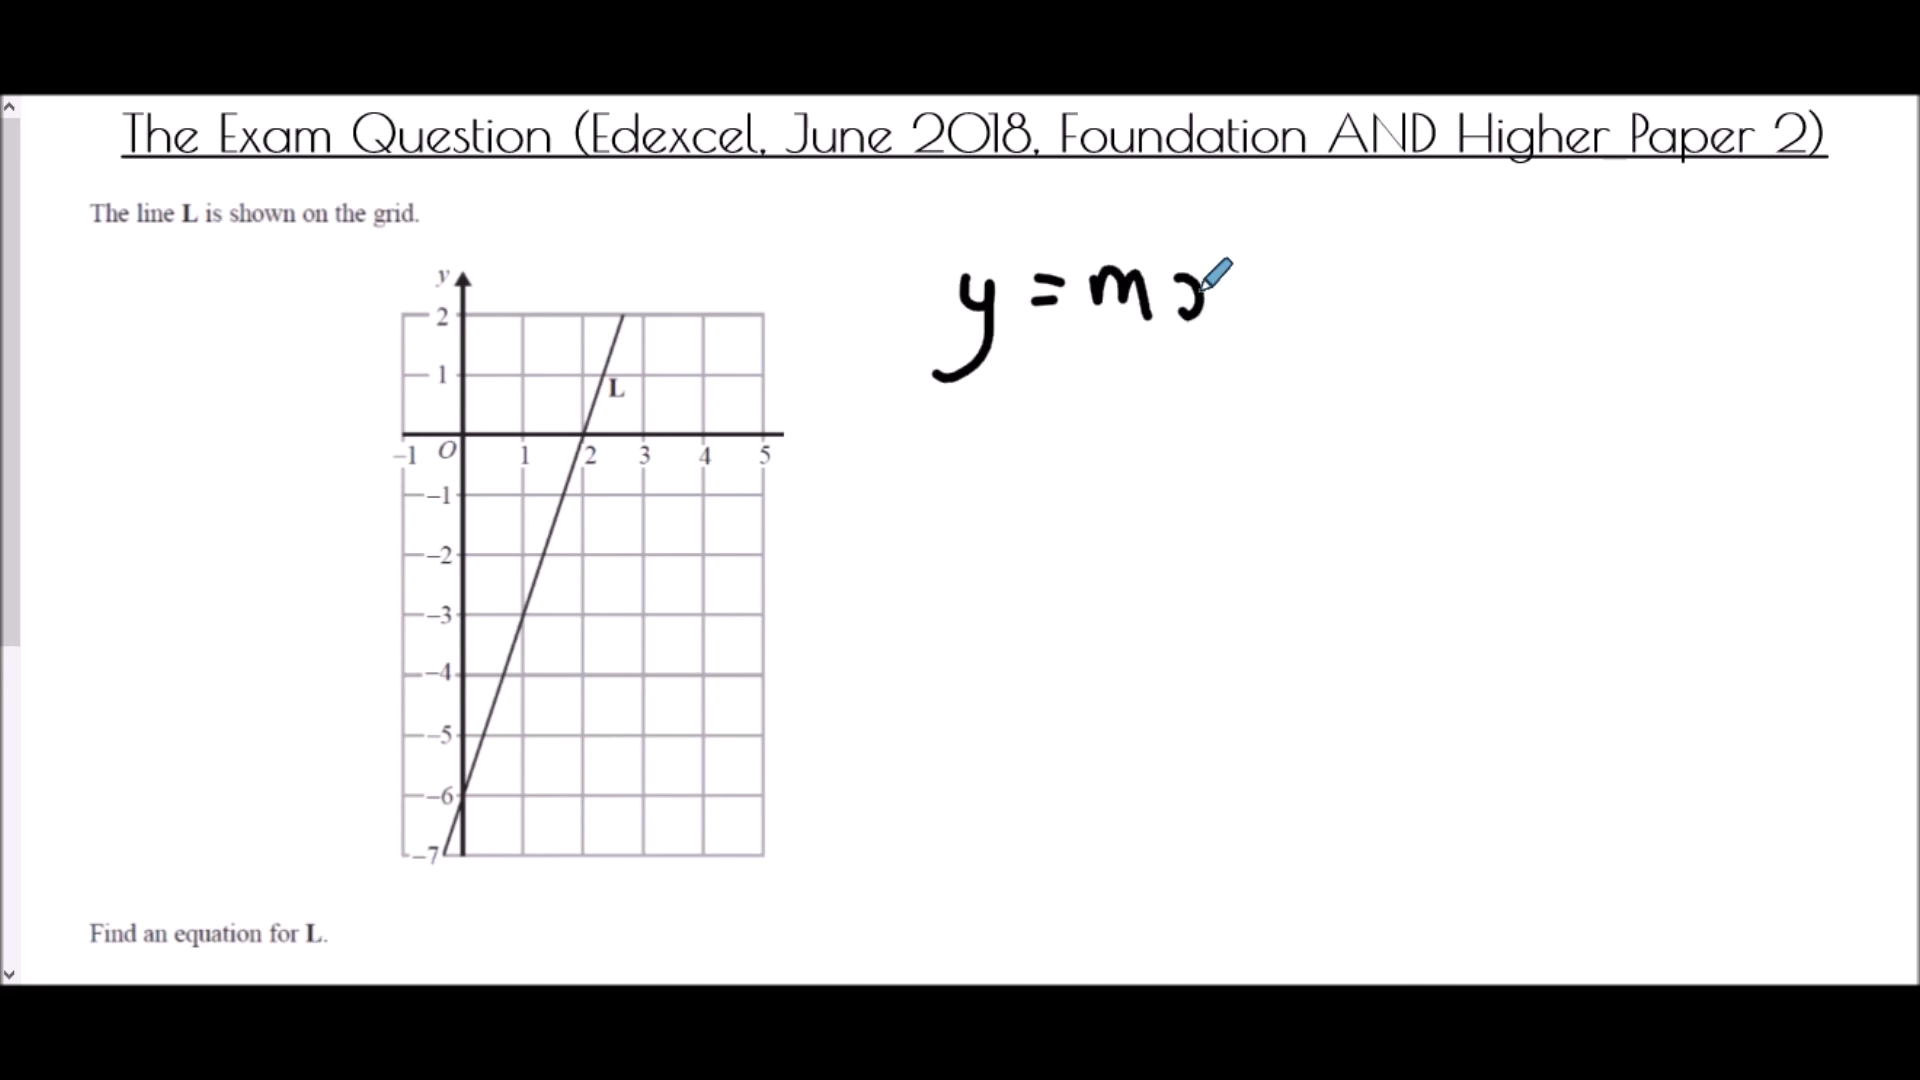 The Exam Question (Edexcel, June 2018, Foundation AND Higher Paper 2)
The line L is shown on the grid.
y = m x
y
2
1
L
–1 O 1 2 3 4 5
–1
–2
–3
–4
–5
–6
–7
Find an equation for L.